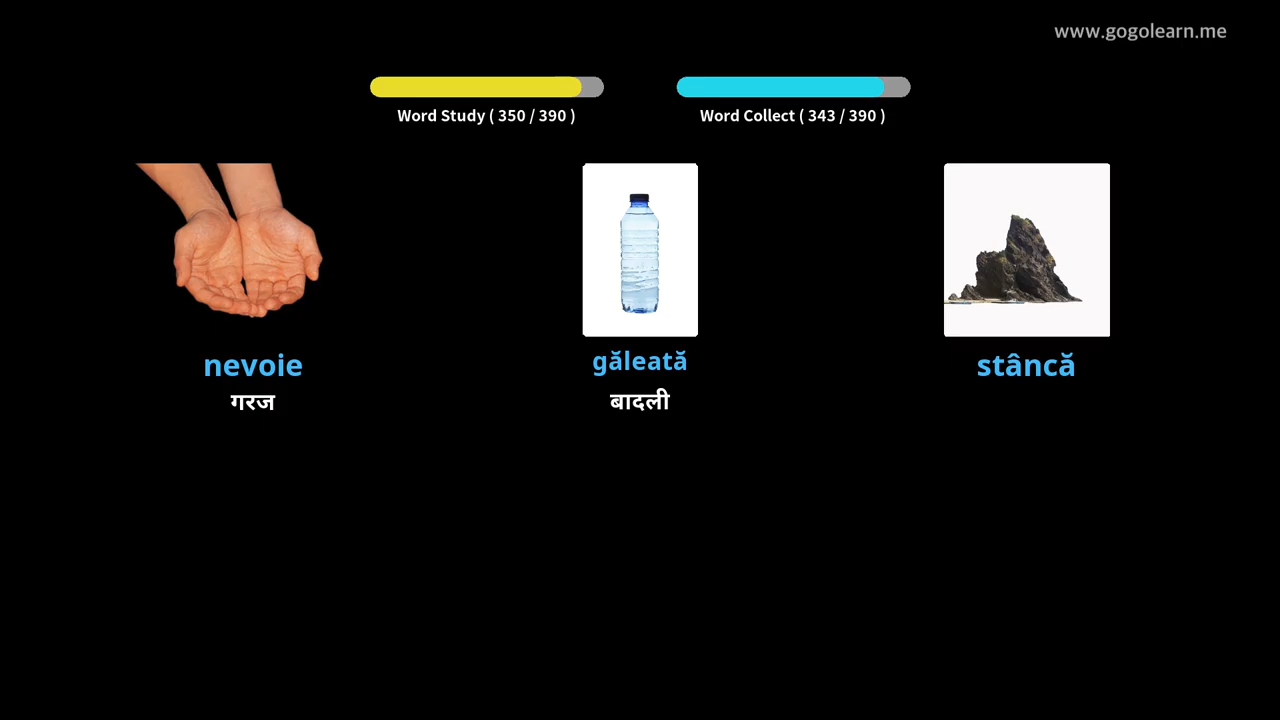 www.gogolearn.me
Word Study ( 350 / 390 )
Word Collect ( 343 / 390 )
nevoie
गरज
găleată
बादली
stâncă